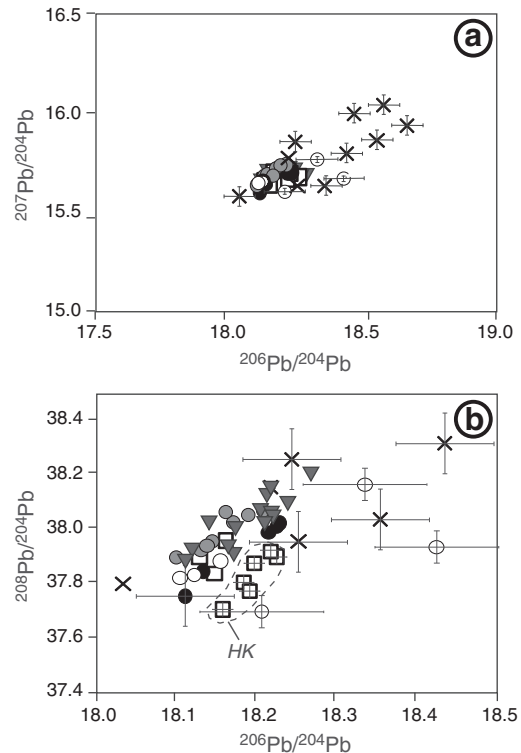 16.5
a
16.0
15.5
15.0
17.5
18.0
18.5
19.0
²⁰⁷Pb/²⁰⁴Pb
²⁰⁶Pb/²⁰⁴Pb
38.4
b
38.2
38.0
37.8
37.6
HK
37.4
18.0
18.1
18.2
18.3
18.4
18.5
²⁰⁸Pb/²⁰⁴Pb
²⁰⁶Pb/²⁰⁴Pb